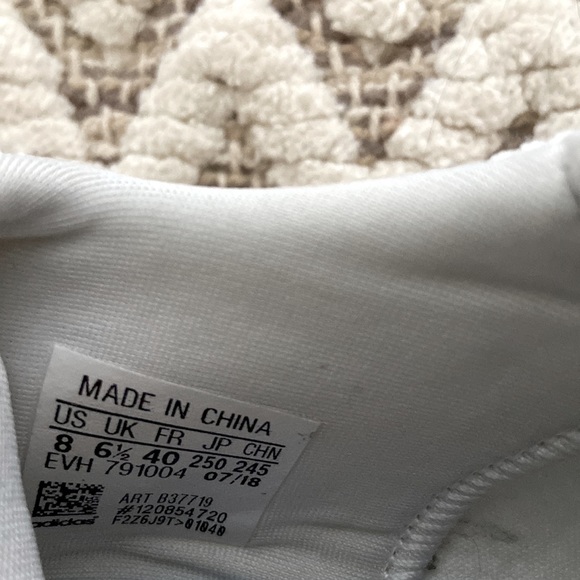 MADE IN CHINA
US UK FR JP CHN
8 6½ 40 250 245
EVH 791004 07/18
ART B37719
#120854720
adidas F2Z6J9T>01040